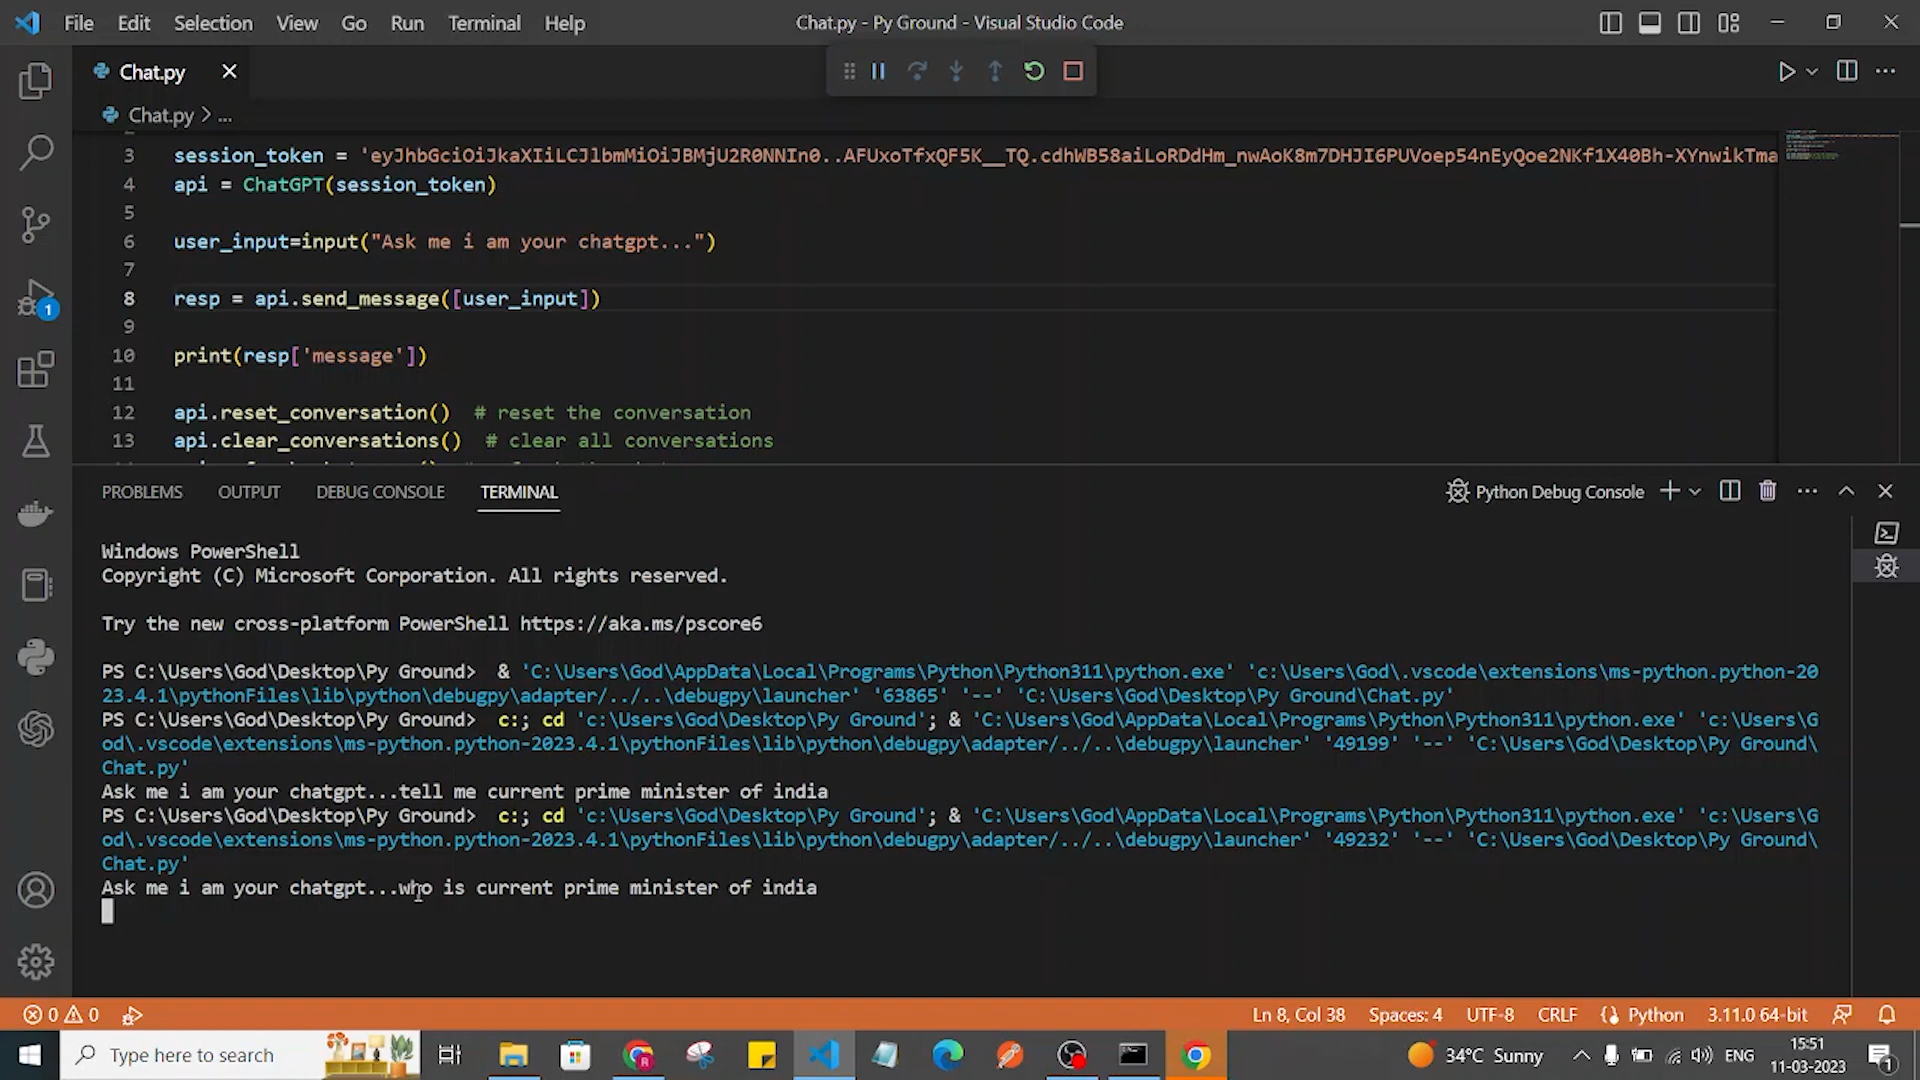 File Edit Selection View Go Run Terminal Help Chat.py - Py Ground - Visual Studio Code
Chat.py
Chat.py > ...
3 session_token = 'eyJhbGciOiJkaXIiLCJlbmMiOiJBMjU2R0NNIn0..AFUxoTfxQF5K__TQ.cdhWB58aiLoRDdHm_nwAoK8m7DHJI6PUVoep54nEyQoe2NKf1X40Bh-XYnwikTma
4 api = ChatGPT(session_token)
5
6 user_input=input("Ask me i am your chatgpt...")
7
8 resp = api.send_message([user_input])
9
10 print(resp['message'])
11
12 api.reset_conversation() # reset the conversation
13 api.clear_conversations() # clear all conversations
1
PROBLEMS OUTPUT DEBUG CONSOLE TERMINAL Python Debug Console
Windows PowerShell
Copyright (C) Microsoft Corporation. All rights reserved.
Try the new cross-platform PowerShell https://aka.ms/pscore6
PS C:\Users\God\Desktop\Py Ground> & 'C:\Users\God\AppData\Local\Programs\Python\Python311\python.exe' 'c:\Users\God\.vscode\extensions\ms-python.python-20
23.4.1\pythonFiles\lib\python\debugpy\adapter/../..\debugpy\launcher' '63865' '--' 'C:\Users\God\Desktop\Py Ground\Chat.py'
PS C:\Users\God\Desktop\Py Ground> c:; cd 'c:\Users\God\Desktop\Py Ground'; & 'C:\Users\God\AppData\Local\Programs\Python\Python311\python.exe' 'c:\Users\G
od\.vscode\extensions\ms-python.python-2023.4.1\pythonFiles\lib\python\debugpy\adapter/../..\debugpy\launcher' '49199' '--' 'C:\Users\God\Desktop\Py Ground\
Chat.py'
Ask me i am your chatgpt...tell me current prime minister of india
PS C:\Users\God\Desktop\Py Ground> c:; cd 'c:\Users\God\Desktop\Py Ground'; & 'C:\Users\God\AppData\Local\Programs\Python\Python311\python.exe' 'c:\Users\G
od\.vscode\extensions\ms-python.python-2023.4.1\pythonFiles\lib\python\debugpy\adapter/../..\debugpy\launcher' '49232' '--' 'C:\Users\God\Desktop\Py Ground\
Chat.py'
Ask me i am your chatgpt...who is current prime minister of india
0 0 Ln 8, Col 38 Spaces: 4 UTF-8 CRLF Python 3.11.0 64-bit
Type here to search 34°C Sunny ENG 15:51
11-03-2023 1